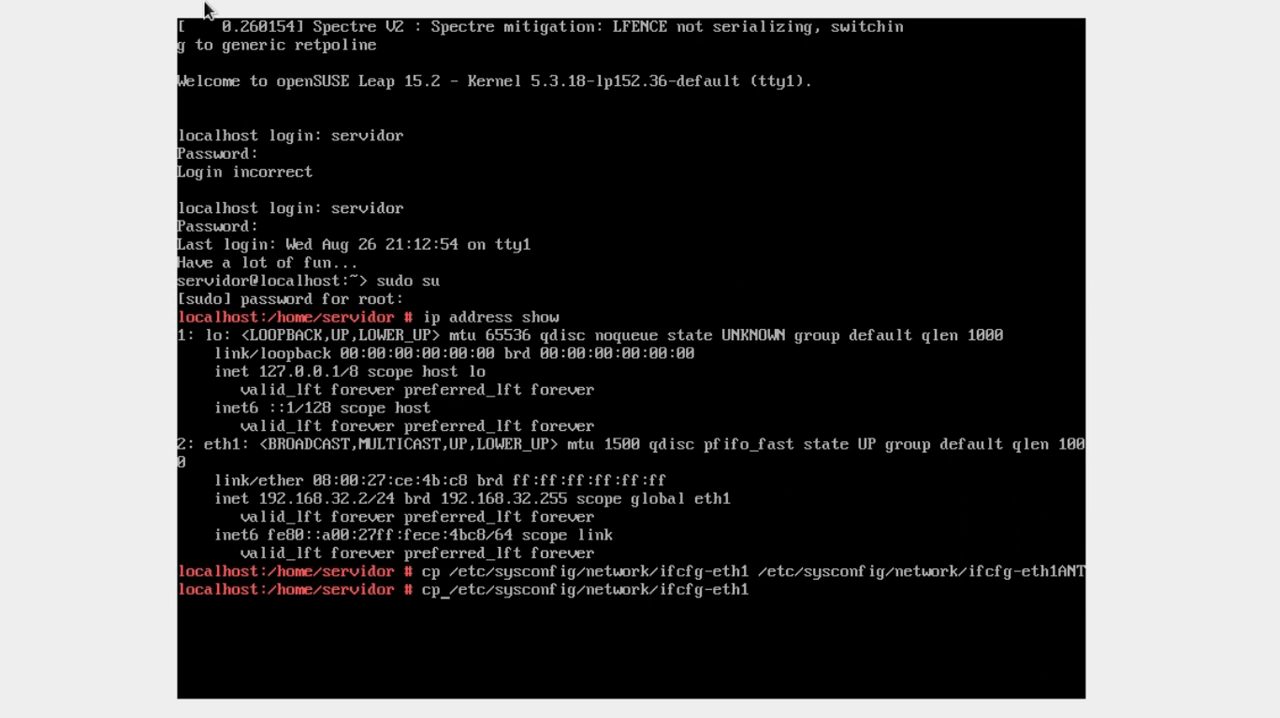 [    0.260154] Spectre V2 : Spectre mitigation: LFENCE not serializing, switchin
g to generic retpoline
Welcome to openSUSE Leap 15.2 - Kernel 5.3.18-lp152.36-default (tty1).
localhost login: servidor
Password:
Login incorrect
localhost login: servidor
Password:
Last login: Wed Aug 26 21:12:54 on tty1
Have a lot of fun...
servidor@localhost:~> sudo su
[sudo] password for root:
localhost:/home/servidor # ip address show
1: lo: <LOOPBACK,UP,LOWER_UP> mtu 65536 qdisc noqueue state UNKNOWN group default qlen 1000
    link/loopback 00:00:00:00:00:00 brd 00:00:00:00:00:00
    inet 127.0.0.1/8 scope host lo
       valid_lft forever preferred_lft forever
    inet6 ::1/128 scope host
       valid_lft forever preferred_lft forever
2: eth1: <BROADCAST,MULTICAST,UP,LOWER_UP> mtu 1500 qdisc pfifo_fast state UP group default qlen 100
0
    link/ether 08:00:27:ce:4b:c8 brd ff:ff:ff:ff:ff:ff
    inet 192.168.32.2/24 brd 192.168.32.255 scope global eth1
       valid_lft forever preferred_lft forever
    inet6 fe80::a00:27ff:fece:4bc8/64 scope link
       valid_lft forever preferred_lft forever
localhost:/home/servidor # cp /etc/sysconfig/network/ifcfg-eth1 /etc/sysconfig/network/ifcfg-eth1ANT
localhost:/home/servidor # cp_/etc/sysconfig/network/ifcfg-eth1